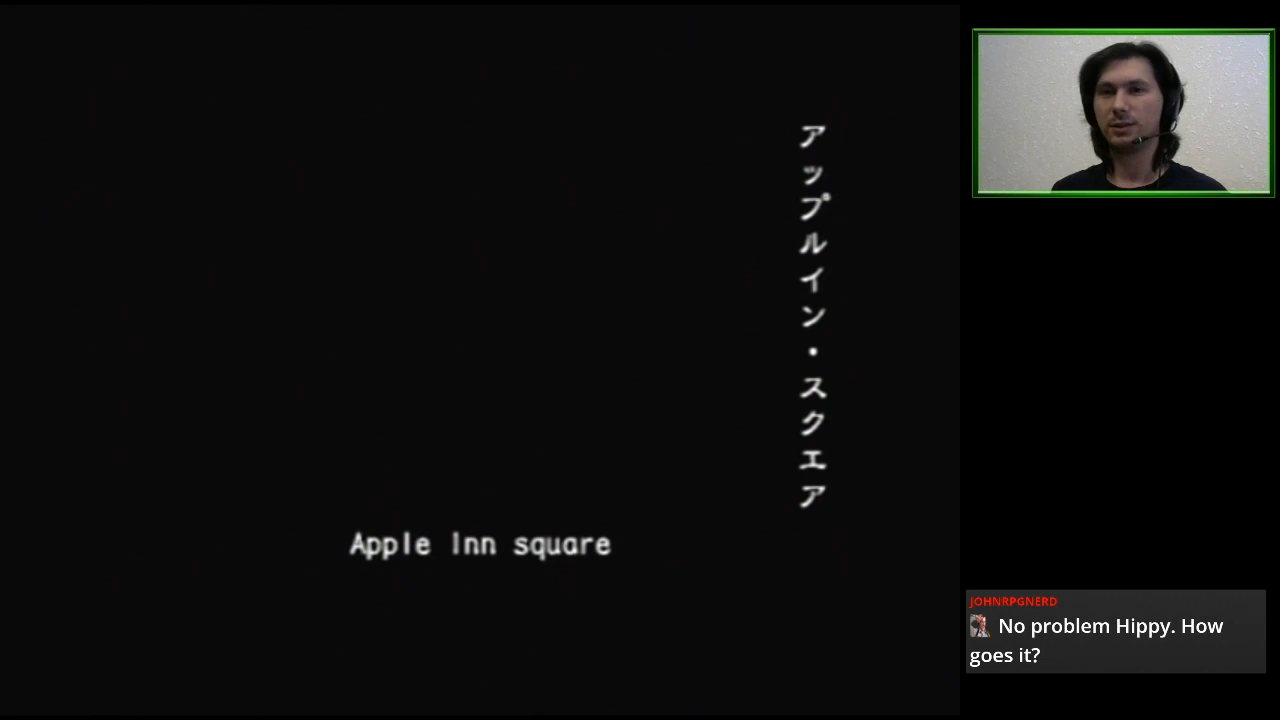 アップルイン・スクエア
Apple Inn square
JOHNRPGNERD
No problem Hippy. How
goes it?